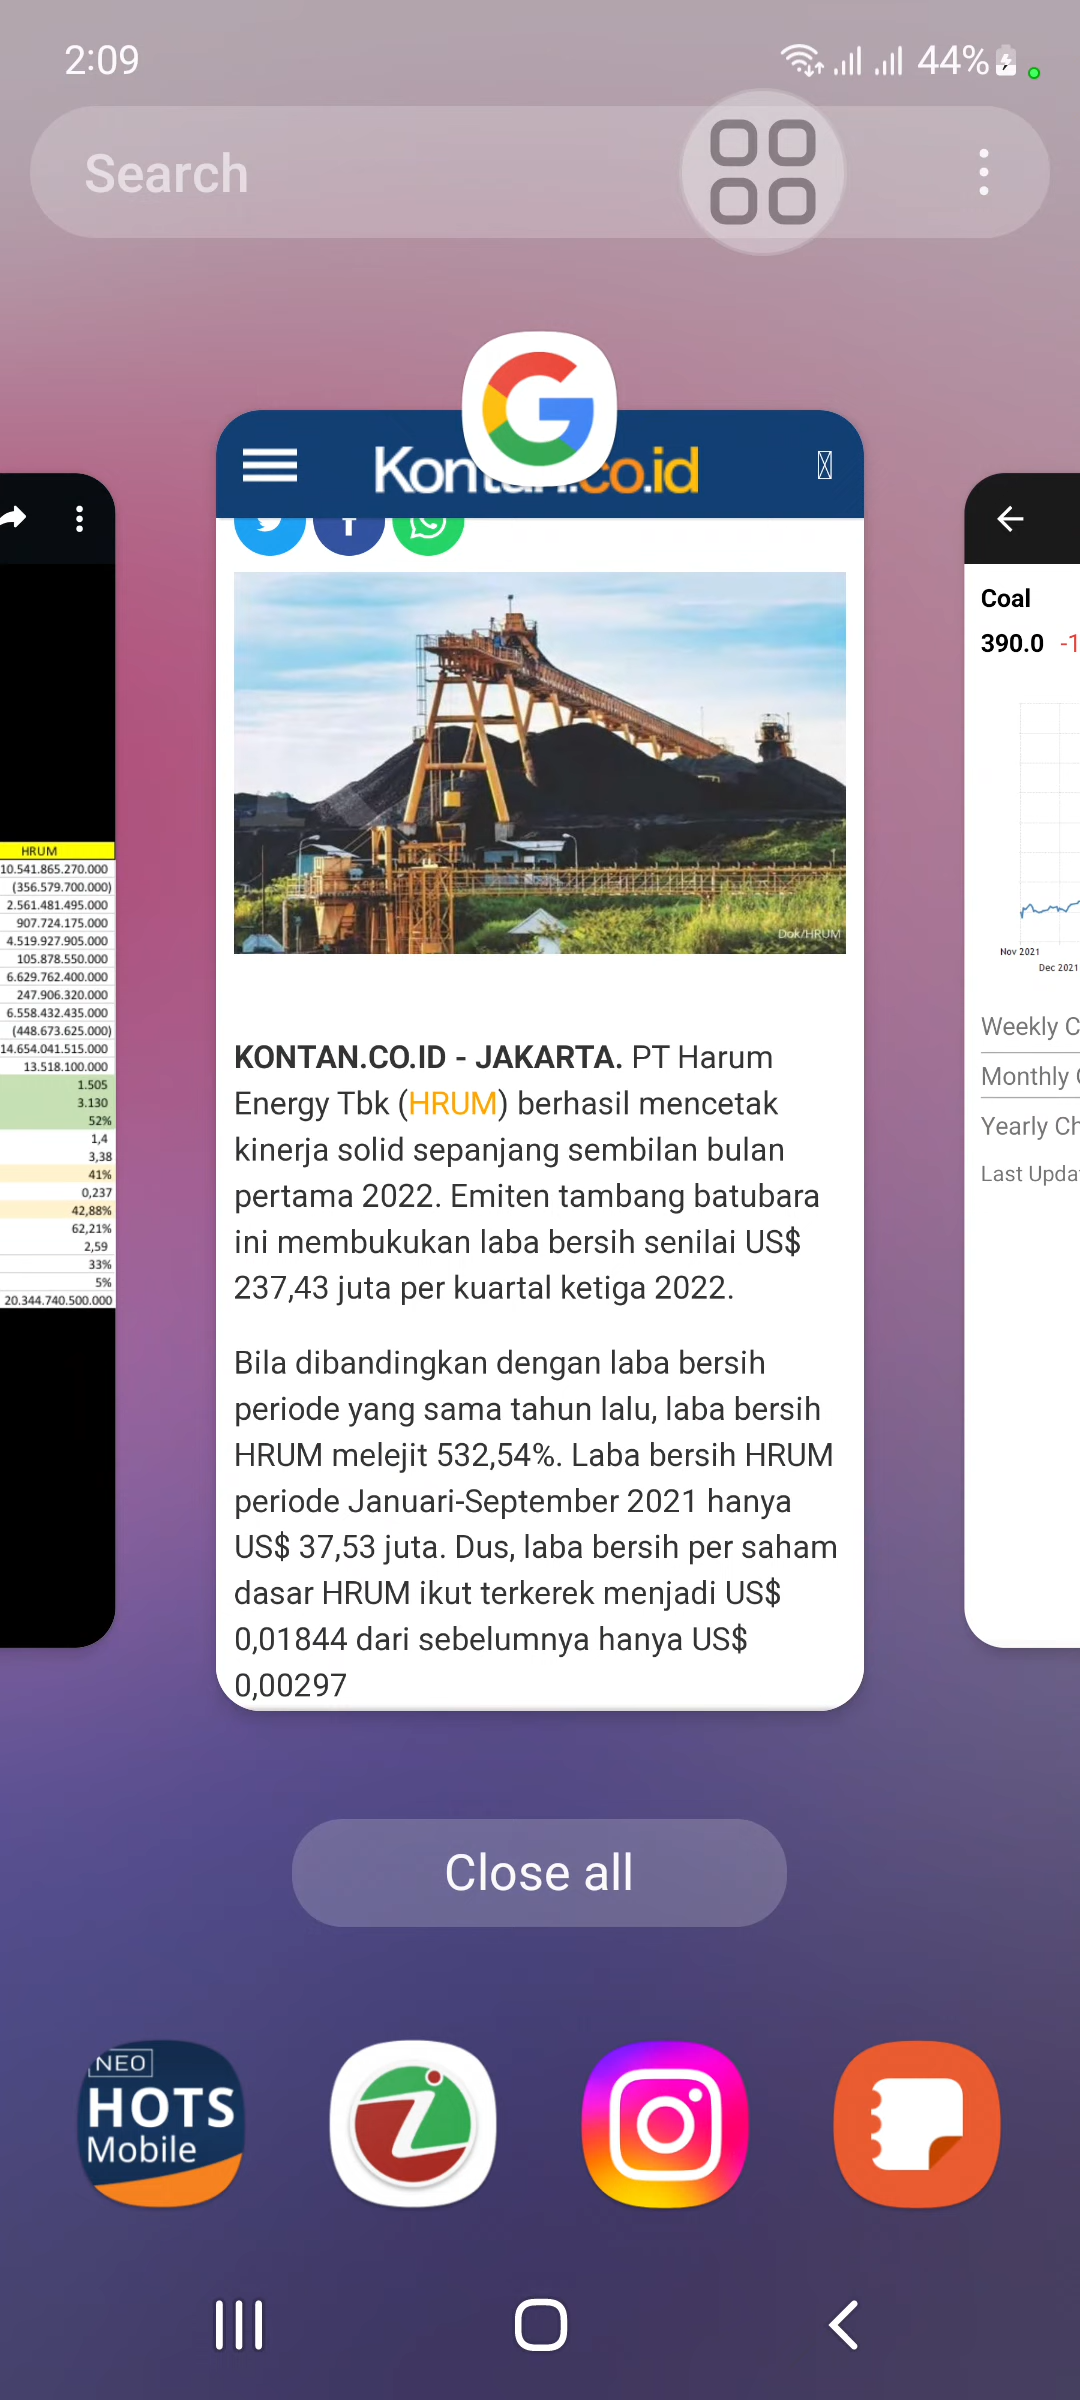 2:09
44%
Search
Kontan.co.id
Dok/HRUM
KONTAN.CO.ID - JAKARTA. PT Harum
Energy Tbk (HRUM) berhasil mencetak
kinerja solid sepanjang sembilan bulan
pertama 2022. Emiten tambang batubara
ini membukukan laba bersih senilai US$
237,43 juta per kuartal ketiga 2022.
Bila dibandingkan dengan laba bersih
periode yang sama tahun lalu, laba bersih
HRUM melejit 532,54%. Laba bersih HRUM
periode Januari-September 2021 hanya
US$ 37,53 juta. Dus, laba bersih per saham
dasar HRUM ikut terkerek menjadi US$
0,01844 dari sebelumnya hanya US$
0,00297
HRUM
10.541.865.270.000
(356.579.700.000)
2.561.481.495.000
907.724.175.000
4.519.927.905.000
105.878.550.000
6.629.762.400.000
247.906.320.000
6.558.432.435.000
(448.673.625.000)
14.654.041.515.000
13.518.100.000
1.505
3.130
52%
1,4
3,38
41%
0,237
42,88%
62,21%
2,59
33%
5%
20.344.740.500.000
Coal
390.0 -1
Nov 2021
Dec 2021
Weekly C
Monthly
Yearly Ch
Last Upda
Close all
NEO
HOTS
Mobile